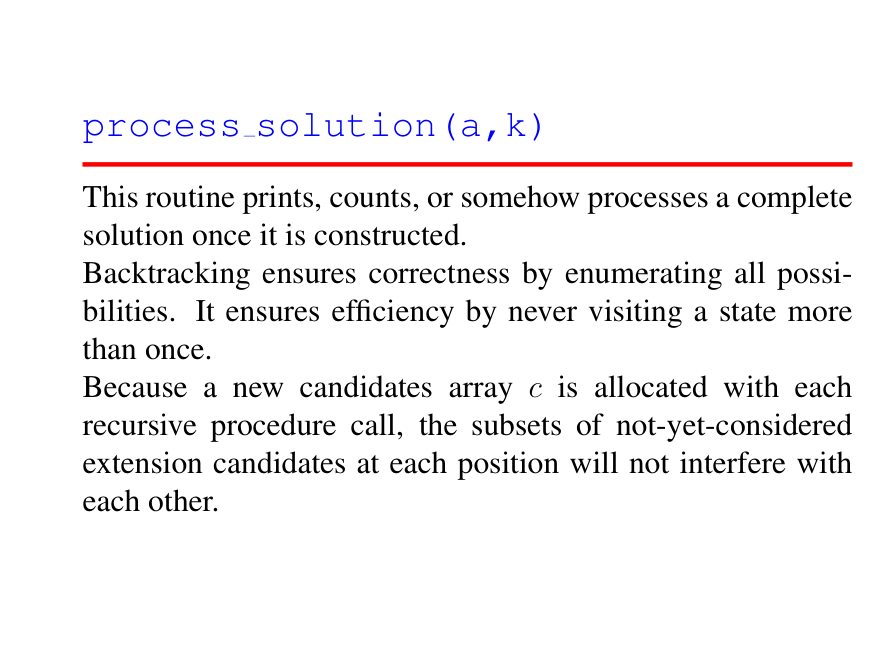 process_solution(a,k)
This routine prints, counts, or somehow processes a complete
solution once it is constructed.
Backtracking ensures correctness by enumerating all possi-
bilities. It ensures efficiency by never visiting a state more
than once.
Because a new candidates array c is allocated with each
recursive procedure call, the subsets of not-yet-considered
extension candidates at each position will not interfere with
each other.